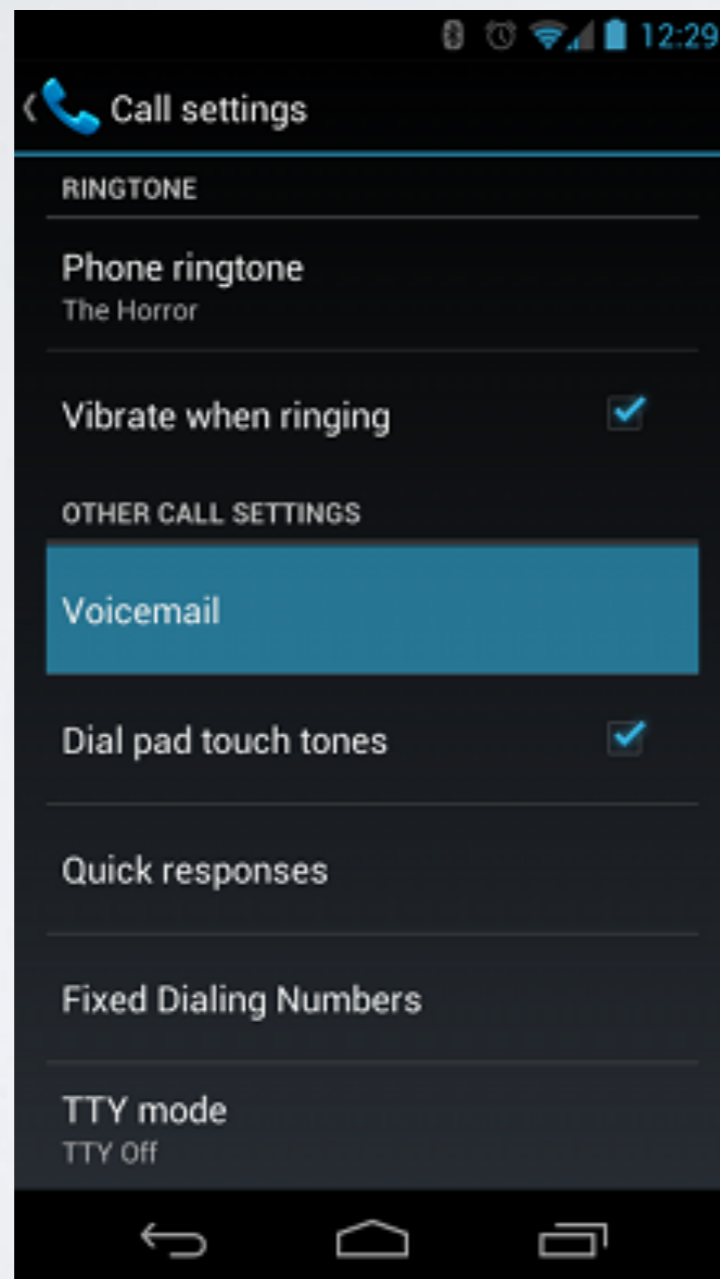 12:29
Call settings
RINGTONE
Phone ringtone
The Horror
Vibrate when ringing
OTHER CALL SETTINGS
Voicemail
Dial pad touch tones
Quick responses
Fixed Dialing Numbers
TTY mode
TTY Off